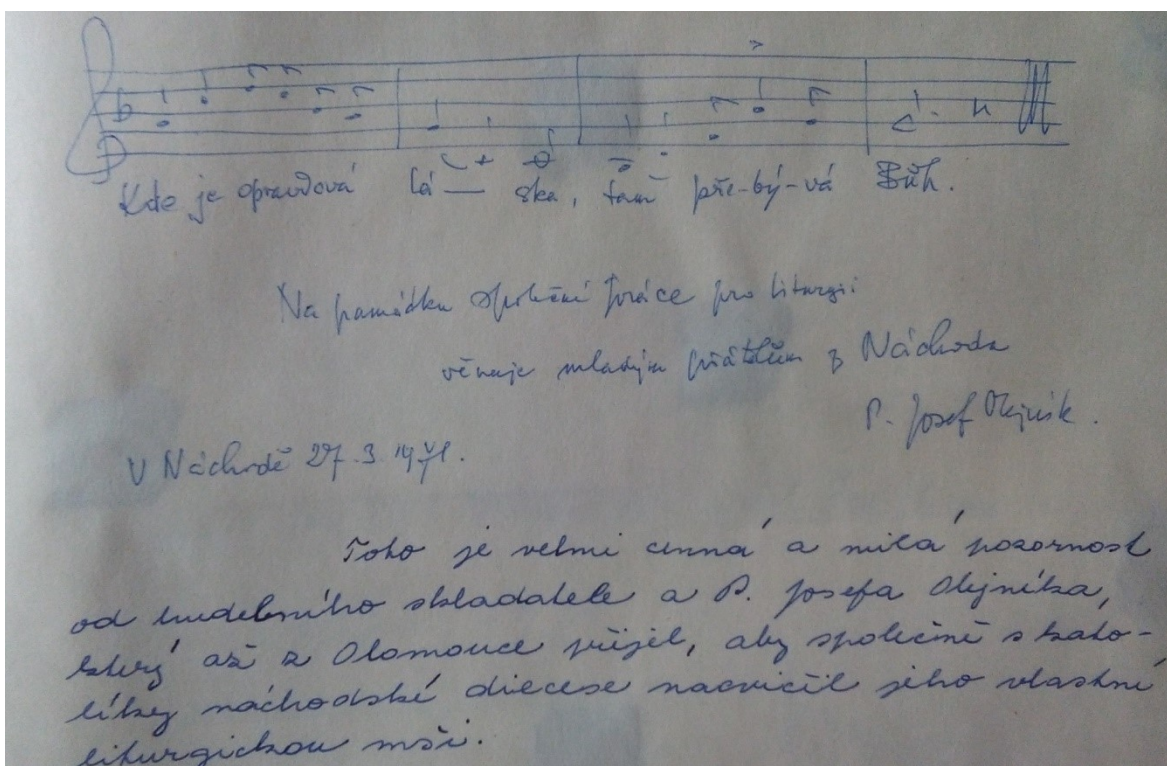 Kde je opravdová lá — ska, tam pře-bý-vá Bůh.
Na památku společné práce pro liturgii
věnuje mladým přátelům z Náchoda
P. Josef Olejník.
V Náchodě 27.3 1971.
Toho je velmi cenná a milá pozornost
od hudebního skladatele a P. Josefa Olejníka,
který až z Olomouce přijel, aby společně s kato-
líky náchodské diecese nacvičil jeho vlastní
liturgickou mši.